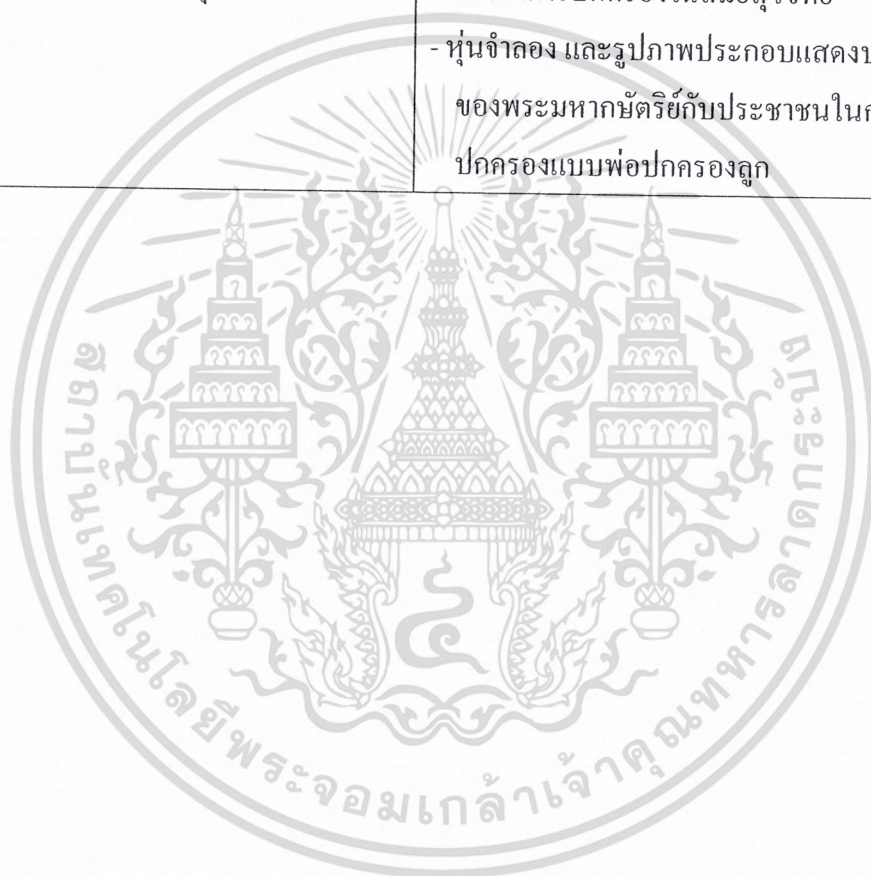 - หุ่นจำลอง และรูปภาพประกอบแสดง
ของพระมหากษัตริย์กับประชาชนใน
ปกครองแบบพ่อปกครองลูก
สถาบันเทคโนโลยีพระจอมเกล้าเจ้าคุณทหารลาดกระบัง
๔